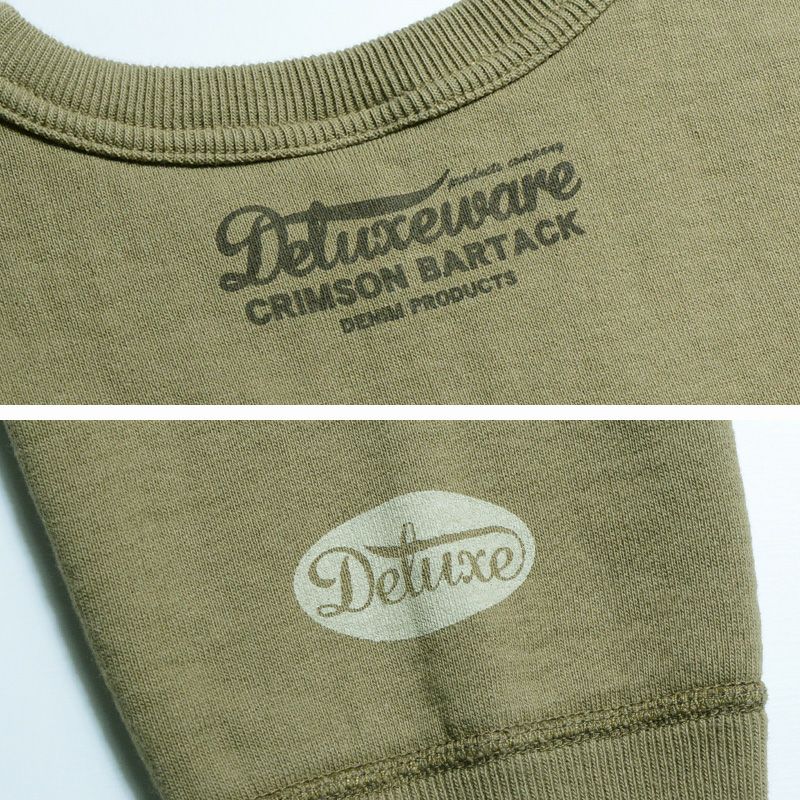 products company
Deluxeware
CRIMSON BARTACK
DENIM PRODUCTS
Deluxe